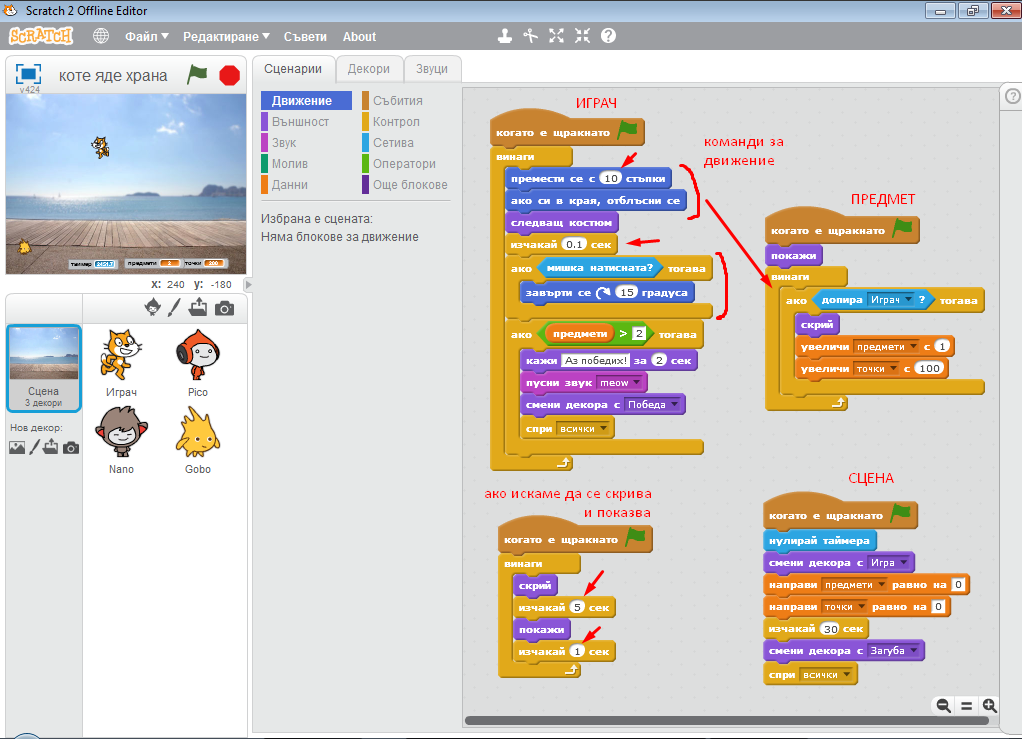 Scratch 2 Offline Editor
SCRATCH
Файл Редактиране Съвети About
коте яде храна
v424
таймер
предмети 2
точки 200
x: 240 y: -180
Сцена
3 декори
Нов декор:
Играч
Pico
Nano
Gobo
Сценарии Декори Звуци
Движение
Външност
Звук
Молив
Данни
Събития
Контрол
Сетива
Оператори
Още блокове
Избрана е сцената:
Няма блокове за движение
ИГРАЧ
когато е щракнато
винаги
премести се с 10 стъпки
ако си в края, отблъсни се
следващ костюм
изчакай 0.1 сек
ако мишка натисната? тогава
завърти се 15 градуса
ако предмети > 2 тогава
кажи Аз победих! за 2 сек
пусни звук meow
смени декора с Победа
спри всички
команди за
движение
ПРЕДМЕТ
когато е щракнато
покажи
винаги
ако допира Играч ? тогава
скрий
увеличи предмети с 1
увеличи точки с 100
ако искаме да се скрива
и показва
когато е щракнато
винаги
скрий
изчакай 5 сек
покажи
изчакай 1 сек
СЦЕНА
когато е щракнато
нулирай таймера
смени декора с Игра
направи предмети равно на 0
направи точки равно на 0
изчакай 30 сек
смени декора с Загуба
спри всички